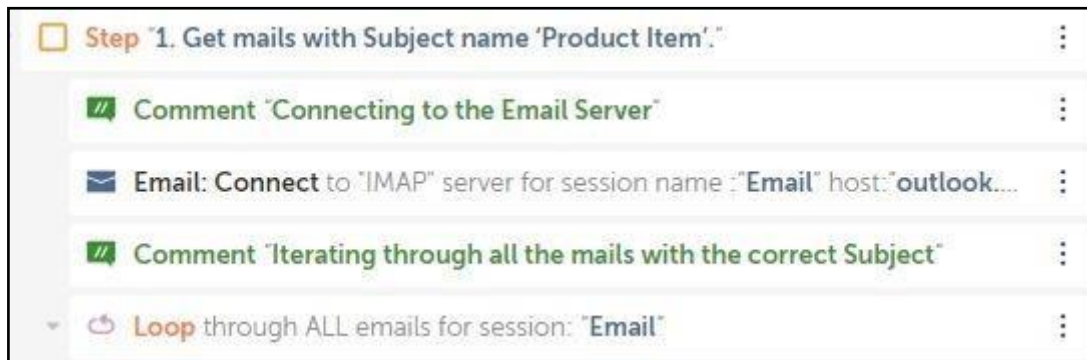 Step "1. Get mails with Subject name ‘Product Item’."
Comment "Connecting to the Email Server"
Email: Connect to "IMAP" server for session name :"Email" host:"outlook....
Comment "Iterating through all the mails with the correct Subject"
Loop through ALL emails for session: "Email"